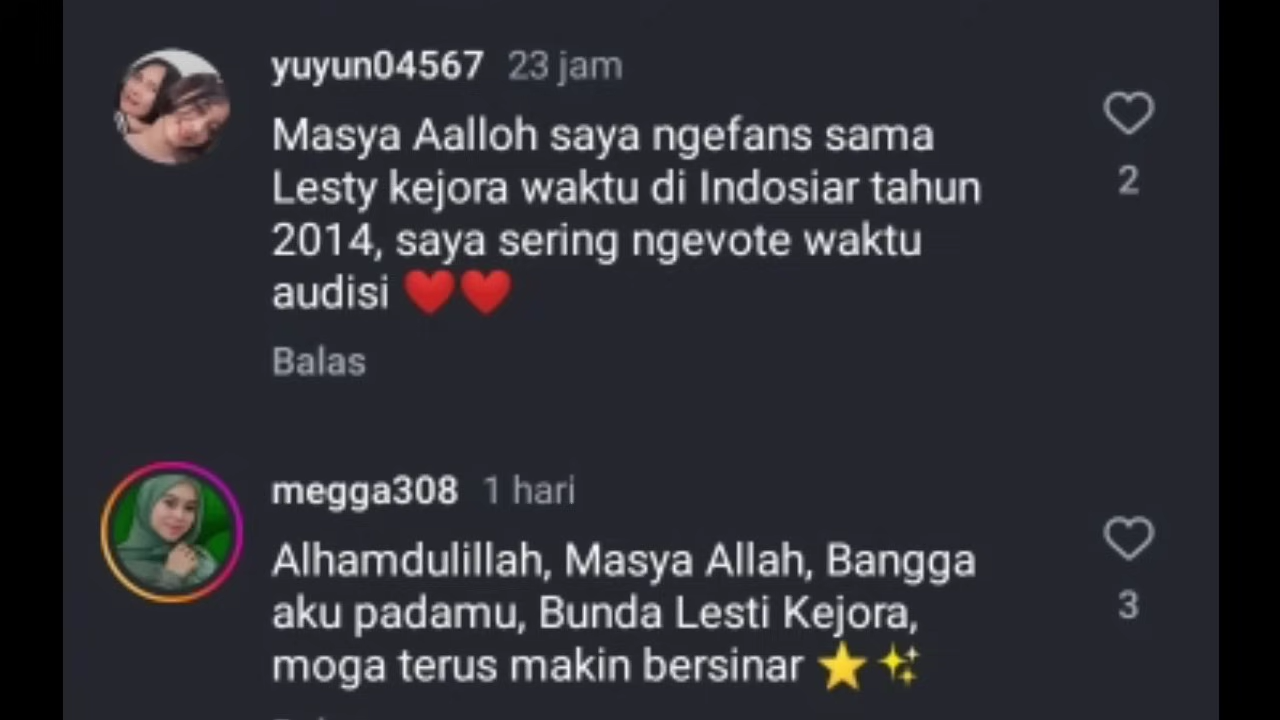 yuyun04567 23 jam
Masya Aalloh saya ngefans sama
Lesty kejora waktu di Indosiar tahun
2014, saya sering ngevote waktu
audisi ❤️❤️
2
Balas
megga308 1 hari
Alhamdulillah, Masya Allah, Bangga
aku padamu, Bunda Lesti Kejora,
moga terus makin bersinar ⭐✨
3